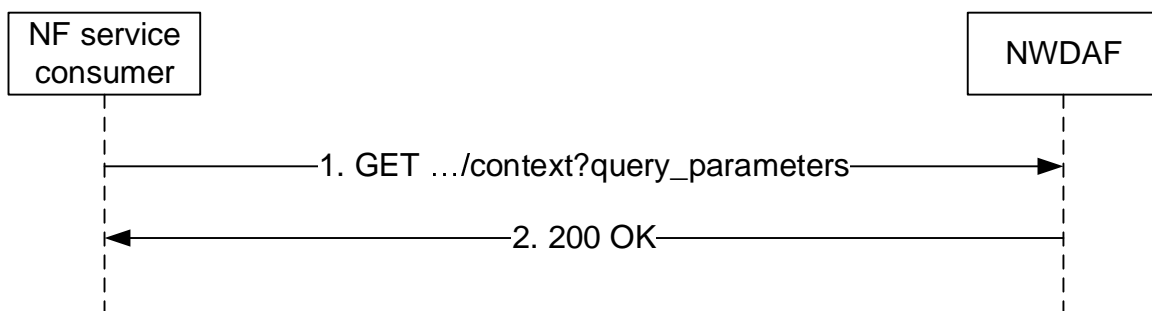 NF service
consumer
NWDAF
1. GET …/context?query_parameters
2. 200 OK